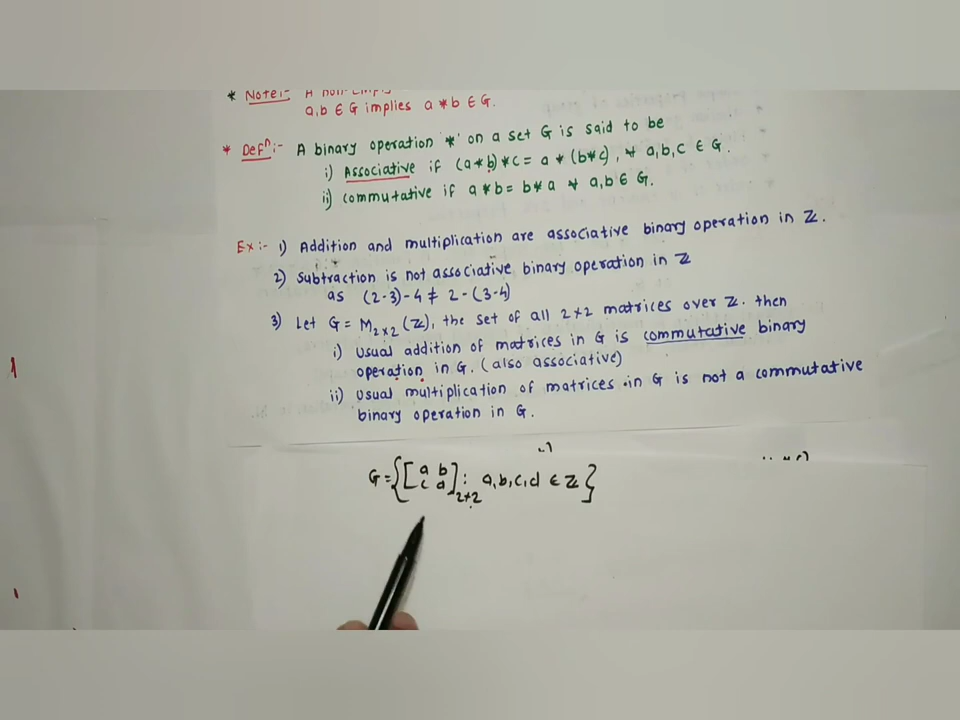 * Note:- A non-empty
a,b ∈ G implies a * b ∈ G.
* Defⁿ:- A binary operation '*' on a set G is said to be
i) Associative if (a*b)*c = a*(b*c), ∀ a,b,c ∈ G.
ii) commutative if a*b = b*a ∀ a,b ∈ G.
Ex:- 1) Addition and multiplication are associative binary operation in ℤ.
2) Subtraction is not associative binary operation in ℤ
as (2-3)-4 ≠ 2-(3-4)
3) Let G = M₂ₓ₂(ℤ), the set of all 2×2 matrices over ℤ. then
i) Usual addition of matrices in G is commutative binary
operation in G. (also associative)
ii) Usual multiplication of matrices in G is not a commutative
binary operation in G.
G = { [ a b
c d ]₂ₓ₂ : a,b,c,d ∈ ℤ }